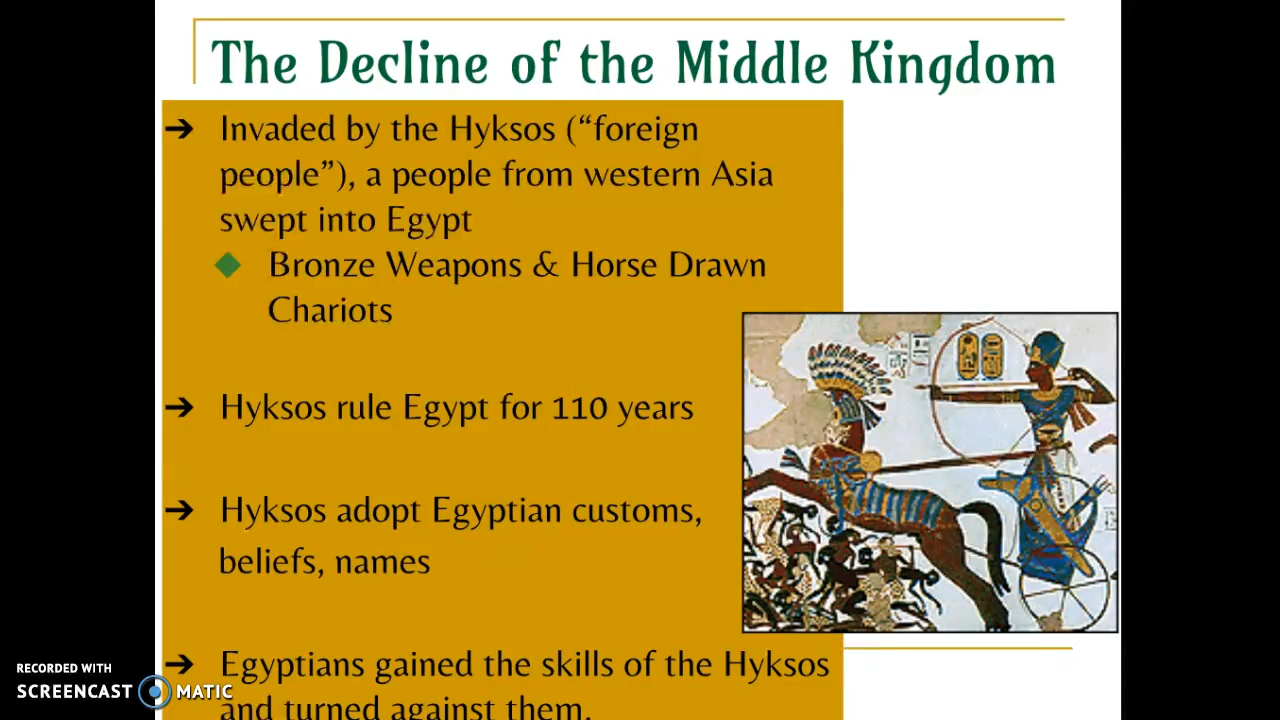 The Decline of the Middle Kingdom
➔ Invaded by the Hyksos (“foreign
people”), a people from western Asia
swept into Egypt
◆ Bronze Weapons & Horse Drawn
Chariots
➔ Hyksos rule Egypt for 110 years
➔ Hyksos adopt Egyptian customs,
beliefs, names
➔ Egyptians gained the skills of the Hyksos
and turned against them.
RECORDED WITH
SCREENCAST MATIC